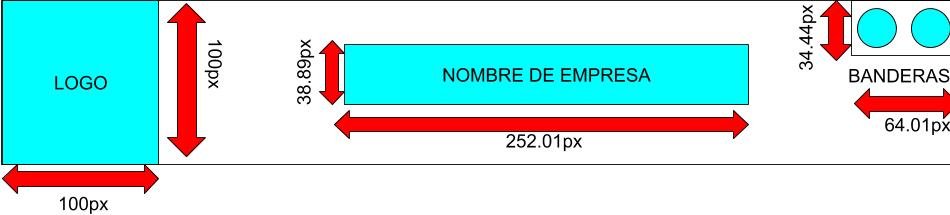 LOGO
100px
100px
38.89px
NOMBRE DE EMPRESA
252.01px
34.44px
BANDERAS
64.01px